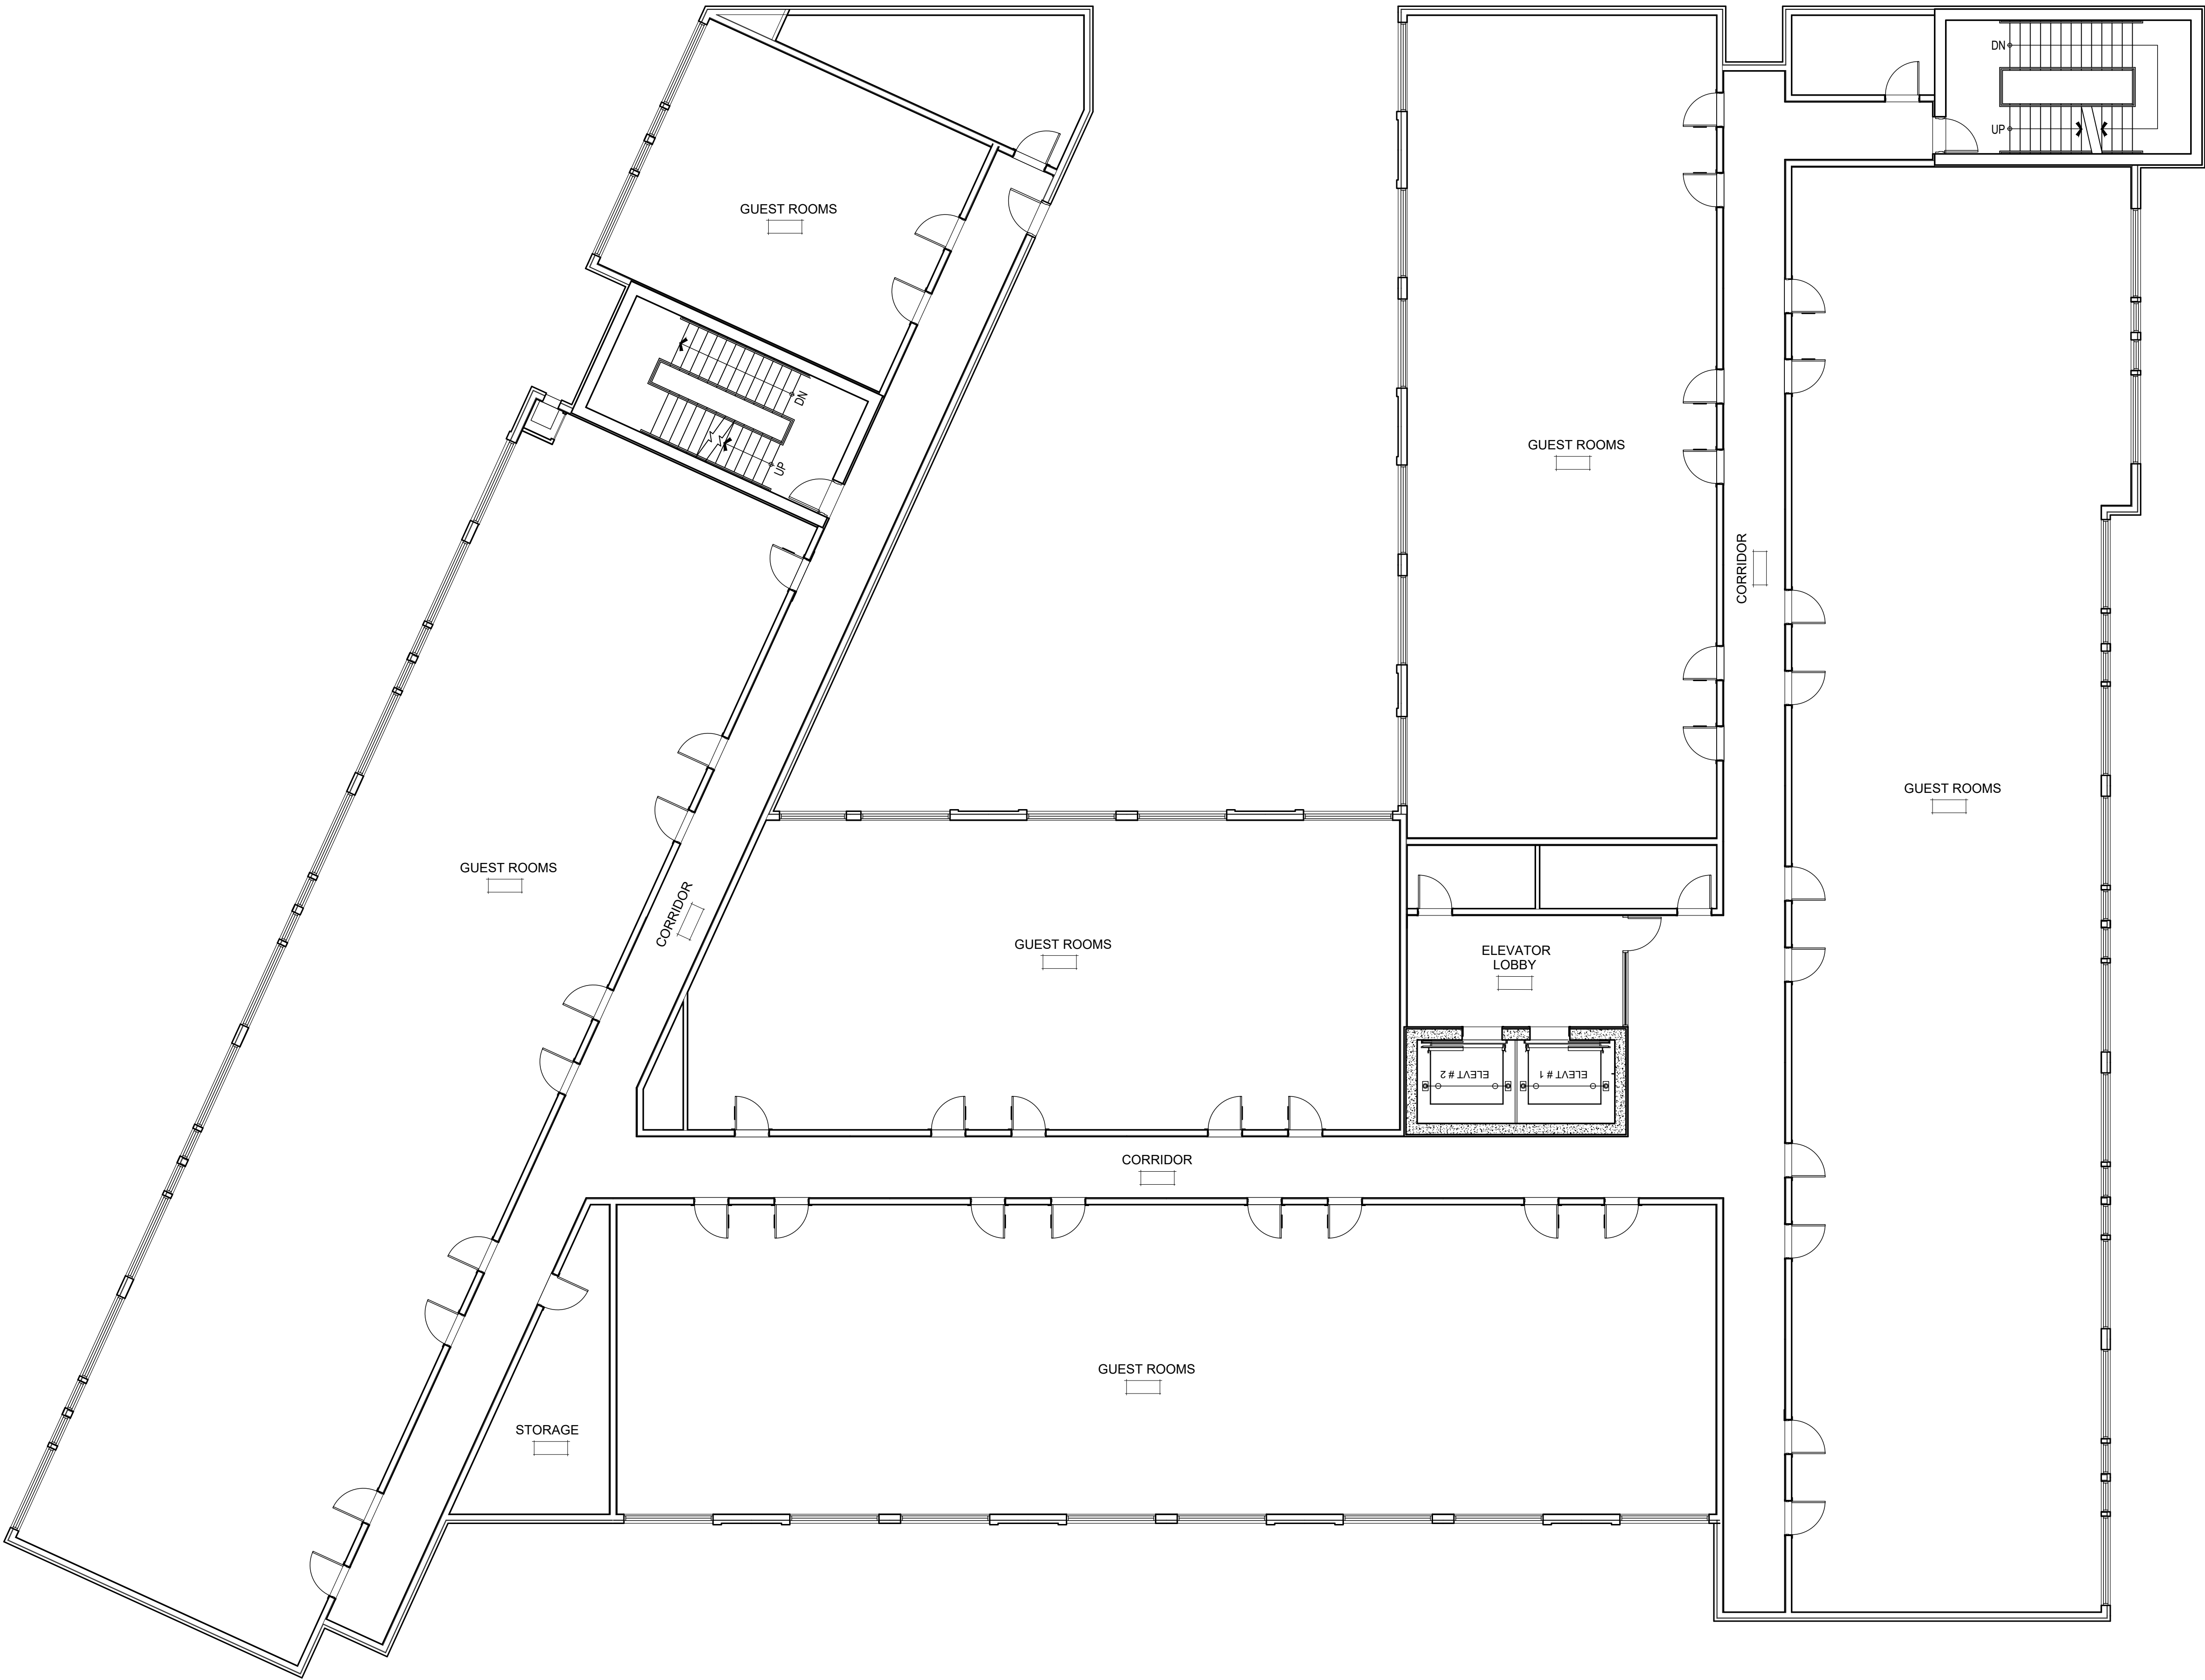 DN
UP
GUEST ROOMS
DN
UP
GUEST ROOMS
CORRIDOR
GUEST ROOMS
GUEST ROOMS
CORRIDOR
GUEST ROOMS
ELEVATOR
LOBBY
ELEVT # 2
ELEVT # 1
CORRIDOR
GUEST ROOMS
STORAGE